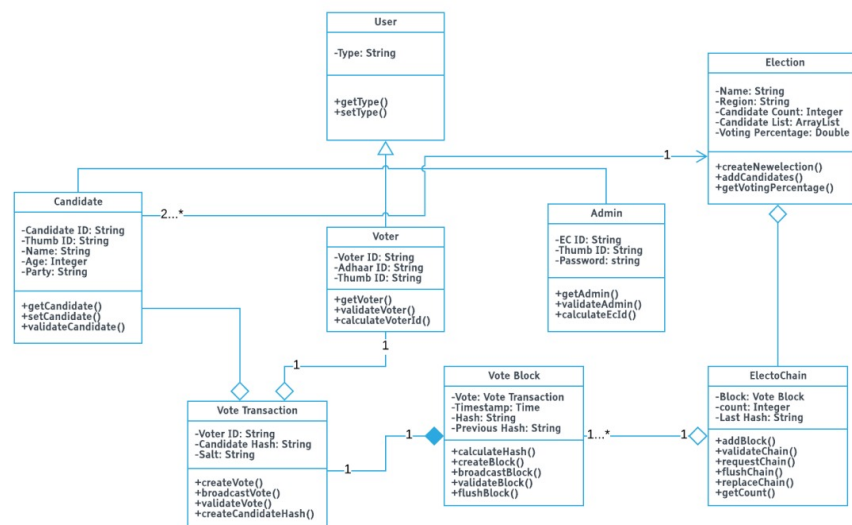 User
-Type: String
+getType()
+setType()
Election
-Name: String
-Region: String
-Candidate Count: Integer
-Candidate List: ArrayList
-Voting Percentage: Double
+createNewelection()
+addCandidates()
+getVotingPercentage()
1
2...*
Candidate
-Candidate ID: String
-Thumb ID: String
-Name: String
-Age: Integer
-Party: String
+getCandidate()
+setCandidate()
+validateCandidate()
Voter
-Voter ID: String
-Adhaar ID: String
-Thumb ID: String
+getVoter()
+validateVoter()
+calculateVoterId()
Admin
-EC ID: String
-Thumb ID: String
-Password: string
+getAdmin()
+validateAdmin()
+calculateEcId()
1
1
Vote Transaction
-Voter ID: String
-Candidate Hash: String
-Salt: String
+createVote()
+broadcastVote()
+validateVote()
+createCandidateHash()
1
1
Vote Block
-Vote: Vote Transaction
-Timestamp: Time
-Hash: String
-Previous Hash: String
+calculateHash()
+createBlock()
+broadcastBlock()
+validateBlock()
+flushBlock()
1...*
1
ElectoChain
-Block: Vote Block
-count: Integer
-Last Hash: String
+addBlock()
+validateChain()
+requestChain()
+flushChain()
+replaceChain()
+getCount()